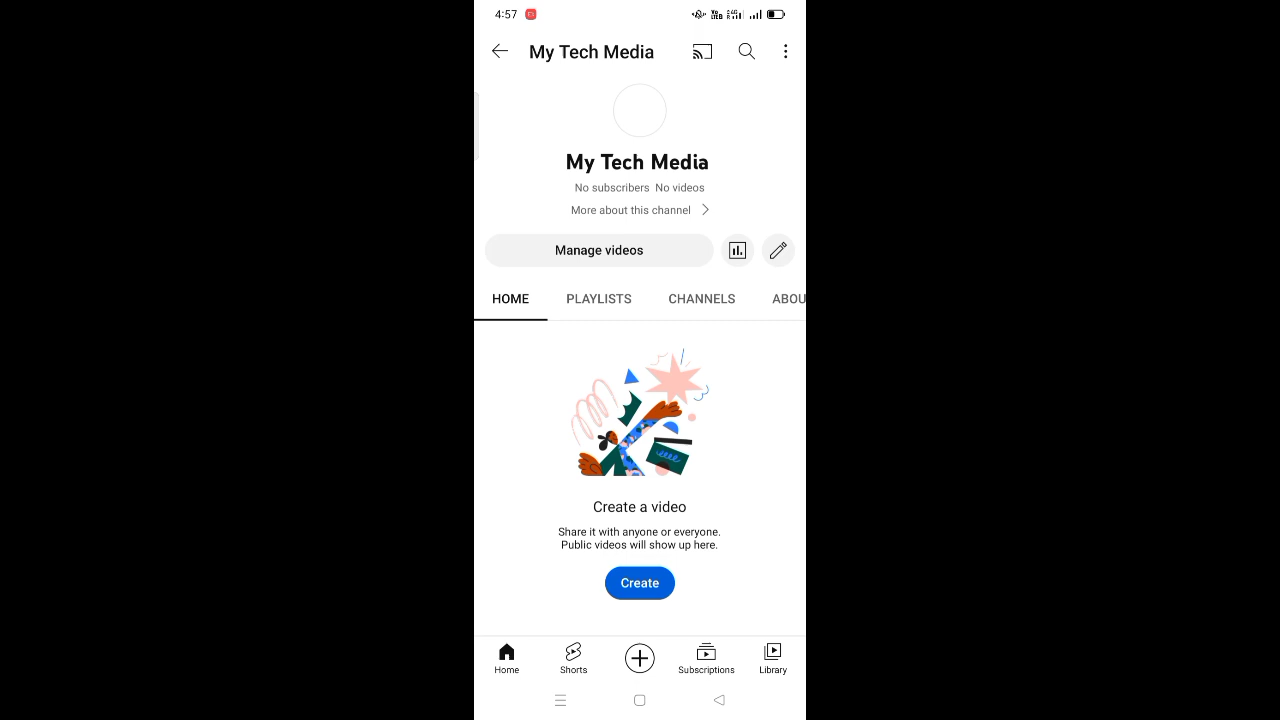 4:57
My Tech Media
My Tech Media
No subscribers No videos
More about this channel
Manage videos
HOME PLAYLISTS CHANNELS ABOU
Create a video
Share it with anyone or everyone.
Public videos will show up here.
Create
Home Shorts Subscriptions Library